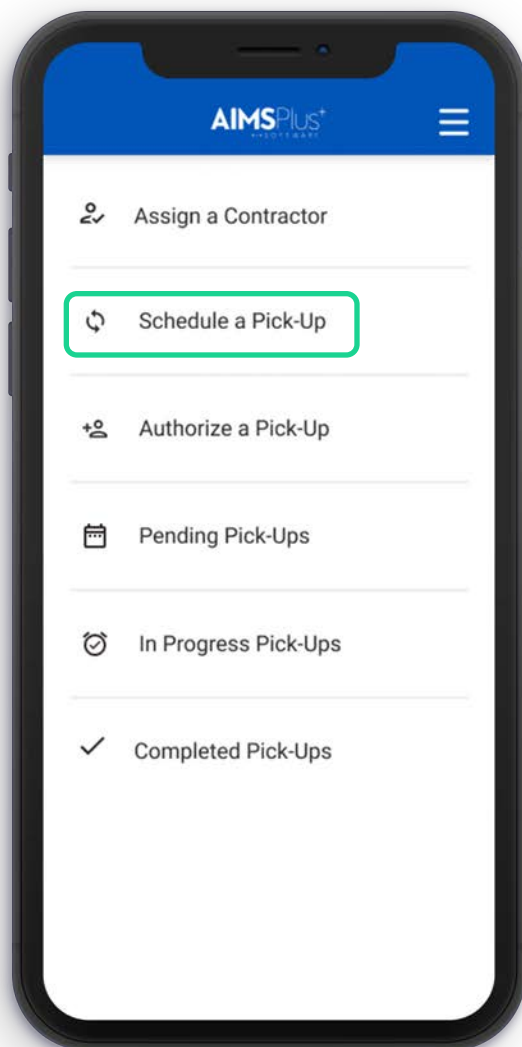 AIMSPlus+
SOFTWARE
Assign a Contractor
Schedule a Pick-Up
Authorize a Pick-Up
Pending Pick-Ups
In Progress Pick-Ups
Completed Pick-Ups